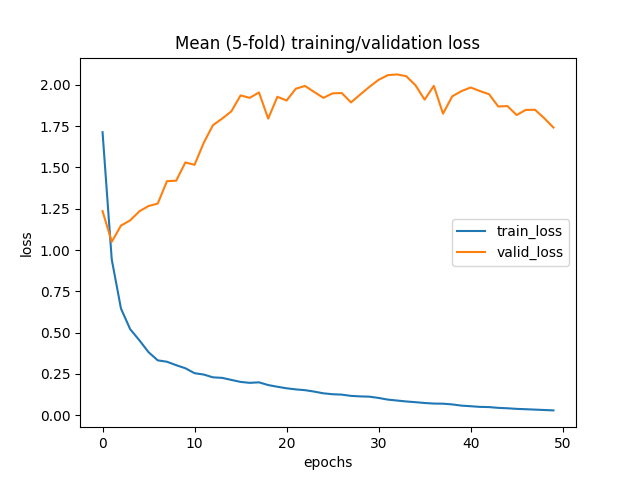 Mean (5-fold) training/validation loss
2.00
1.75
1.50
1.25
1.00
0.75
0.50
0.25
0.00
loss
train_loss
valid_loss
0 10 20 30 40 50
epochs